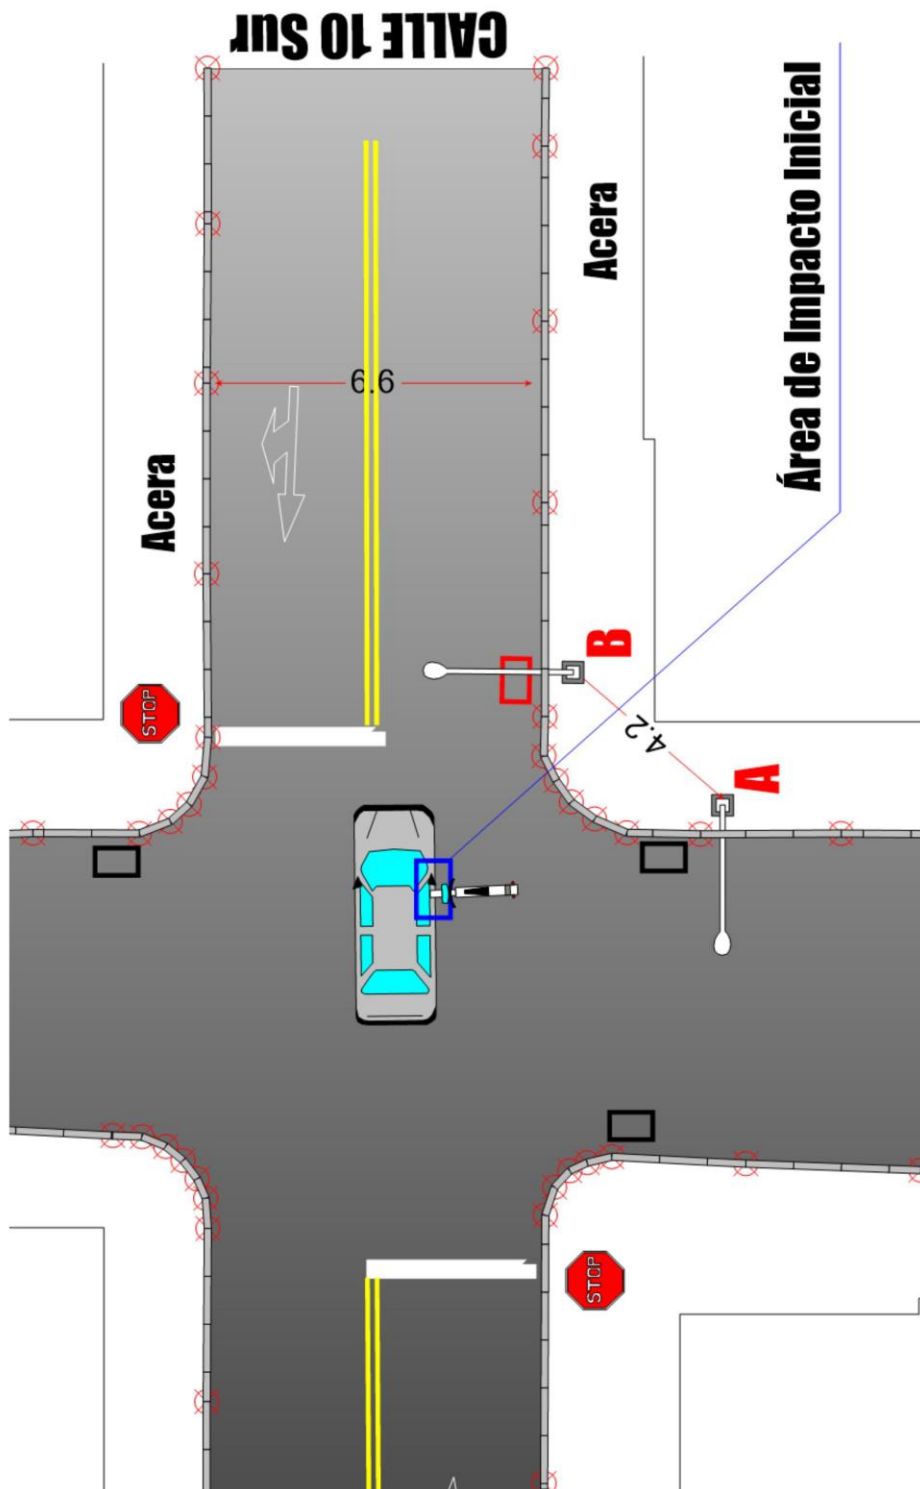 CALLE 10 Sur
Área de Impacto Inicial
Acera
6.6
Acera
B
STOP
4.2
A
STOP